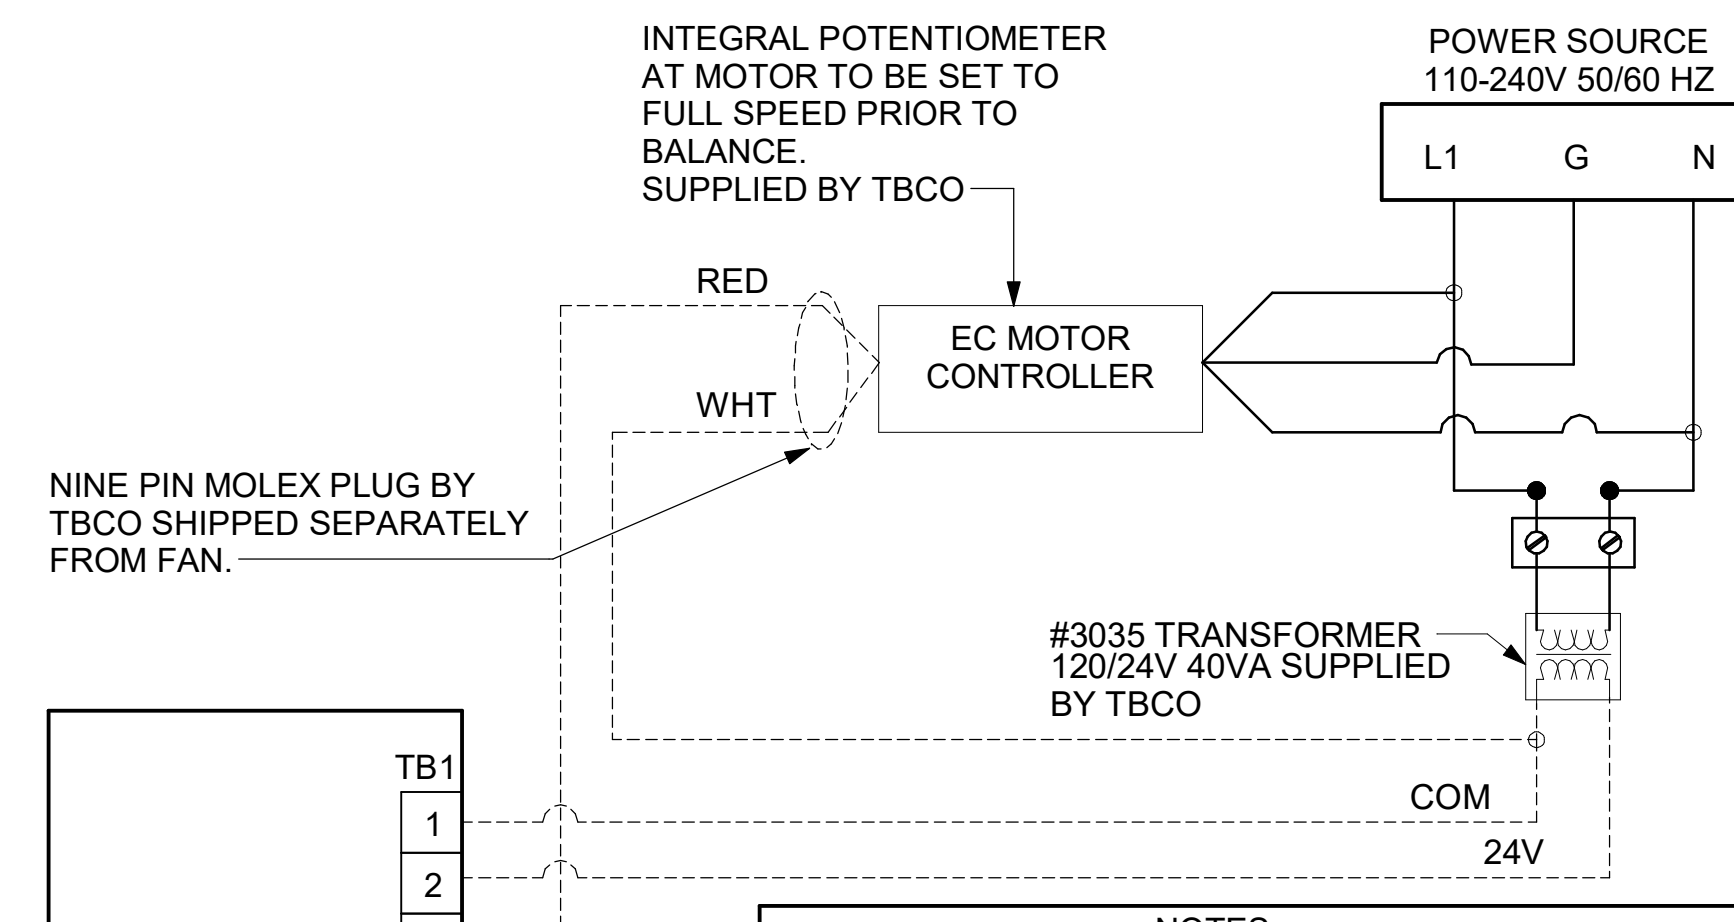 INTEGRAL POTENTIOMETER
AT MOTOR TO BE SET TO
FULL SPEED PRIOR TO
BALANCE.
SUPPLIED BY TBCO
POWER SOURCE
110-240V 50/60 HZ
L1
G
N
RED
EC MOTOR
CONTROLLER
WHT
NINE PIN MOLEX PLUG BY
TBCO SHIPPED SEPARATELY
FROM FAN.
#3035 TRANSFORMER
120/24V 40VA SUPPLIED
BY TBCO
TB1
1
COM
2
24V
NOTES